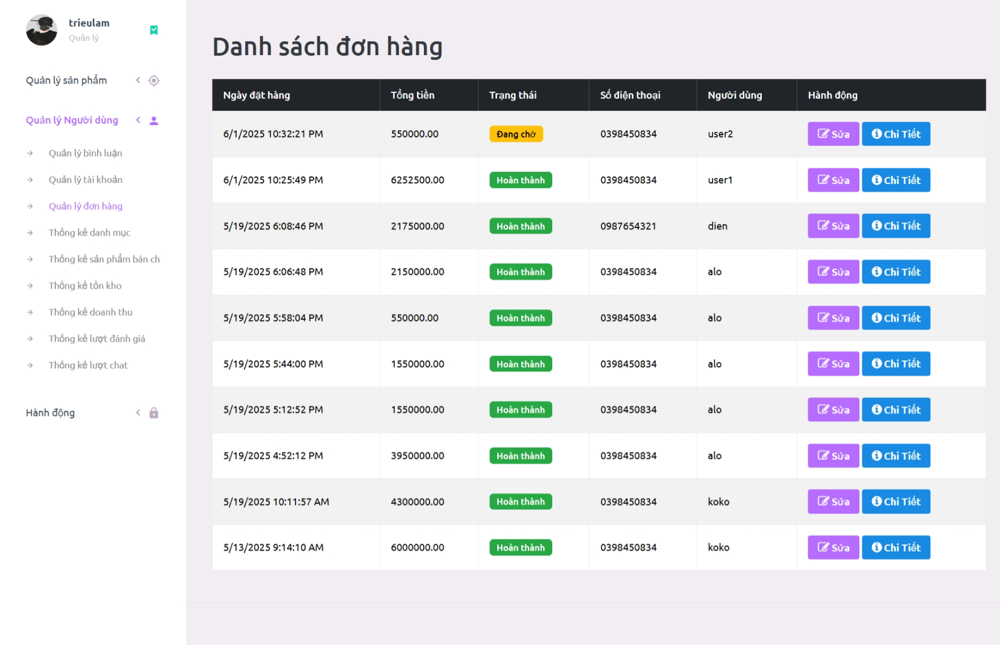 trieulam
Quản lý
Quản lý sản phẩm
Quản lý Người dùng
Quản lý bình luận
Quản lý tài khoản
Quản lý đơn hàng
Thống kê danh mục
Thống kê sản phẩm bán ch
Thống kê tồn kho
Thống kê doanh thu
Thống kê lượt đánh giá
Thống kê lượt chat
Hành động
Danh sách đơn hàng
Ngày đặt hàng Tổng tiền Trạng thái Số điện thoại Người dùng Hành động
6/1/2025 10:32:21 PM 550000.00 Đang chờ 0398450834 user2 Sửa Chi Tiết
6/1/2025 10:25:49 PM 6252500.00 Hoàn thành 0398450834 user1 Sửa Chi Tiết
5/19/2025 6:08:46 PM 2175000.00 Hoàn thành 0987654321 dien Sửa Chi Tiết
5/19/2025 6:06:48 PM 2150000.00 Hoàn thành 0398450834 alo Sửa Chi Tiết
5/19/2025 5:58:04 PM 550000.00 Hoàn thành 0398450834 alo Sửa Chi Tiết
5/19/2025 5:44:00 PM 1550000.00 Hoàn thành 0398450834 alo Sửa Chi Tiết
5/19/2025 5:12:52 PM 1550000.00 Hoàn thành 0398450834 alo Sửa Chi Tiết
5/19/2025 4:52:12 PM 3950000.00 Hoàn thành 0398450834 alo Sửa Chi Tiết
5/19/2025 10:11:57 AM 4300000.00 Hoàn thành 0398450834 koko Sửa Chi Tiết
5/13/2025 9:14:10 AM 6000000.00 Hoàn thành 0398450834 koko Sửa Chi Tiết